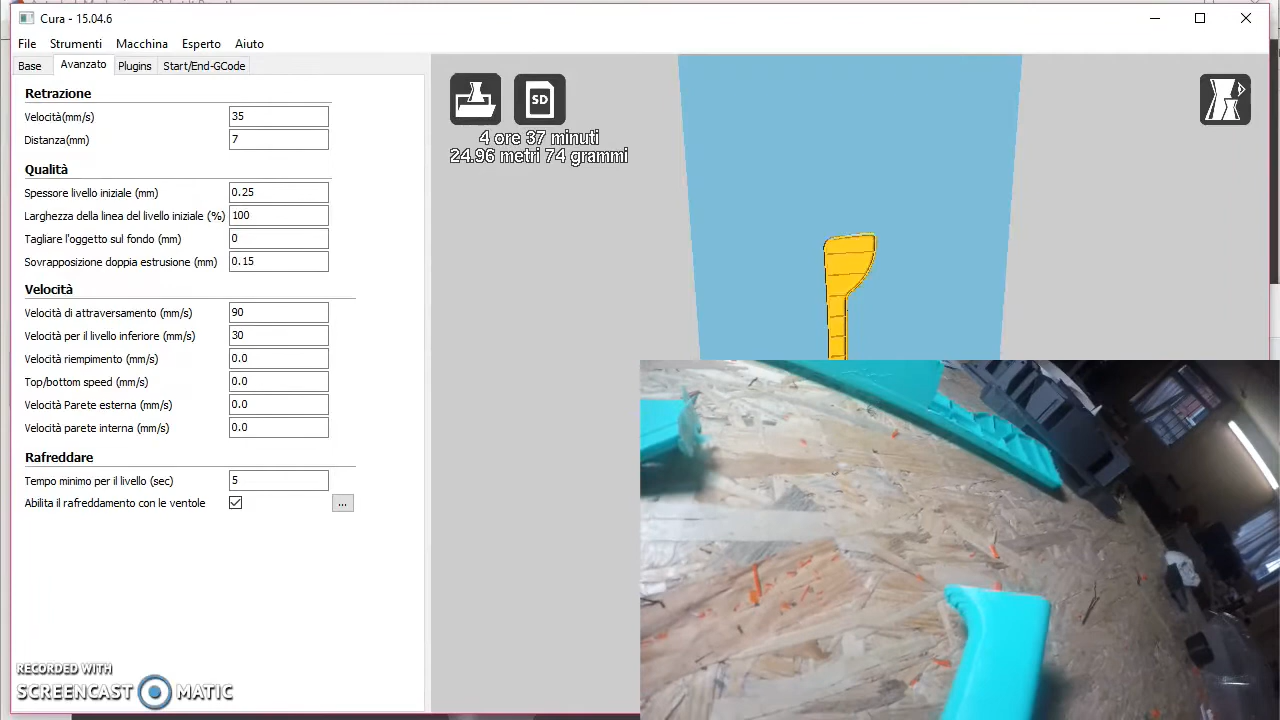 Cura - 15.04.6
File Strumenti Macchina Esperto Aiuto
Base Avanzato Plugins Start/End-GCode
Retrazione
Velocità(mm/s) 35
Distanza(mm) 7
Qualità
Spessore livello iniziale (mm) 0.25
Larghezza della linea del livello iniziale (%) 100
Tagliare l'oggetto sul fondo (mm) 0
Sovrapposizione doppia estrusione (mm) 0.15
Velocità
Velocità di attraversamento (mm/s) 90
Velocità per il livello inferiore (mm/s) 30
Velocità riempimento (mm/s) 0.0
Top/bottom speed (mm/s) 0.0
Velocità Parete esterna (mm/s) 0.0
Velocità parete interna (mm/s) 0.0
Rafreddare
Tempo minimo per il livello (sec) 5
Abilita il rafreddamento con le ventole ...
SD
4 ore 37 minuti
24.96 metri 74 grammi
RECORDED WITH
SCREENCAST MATIC